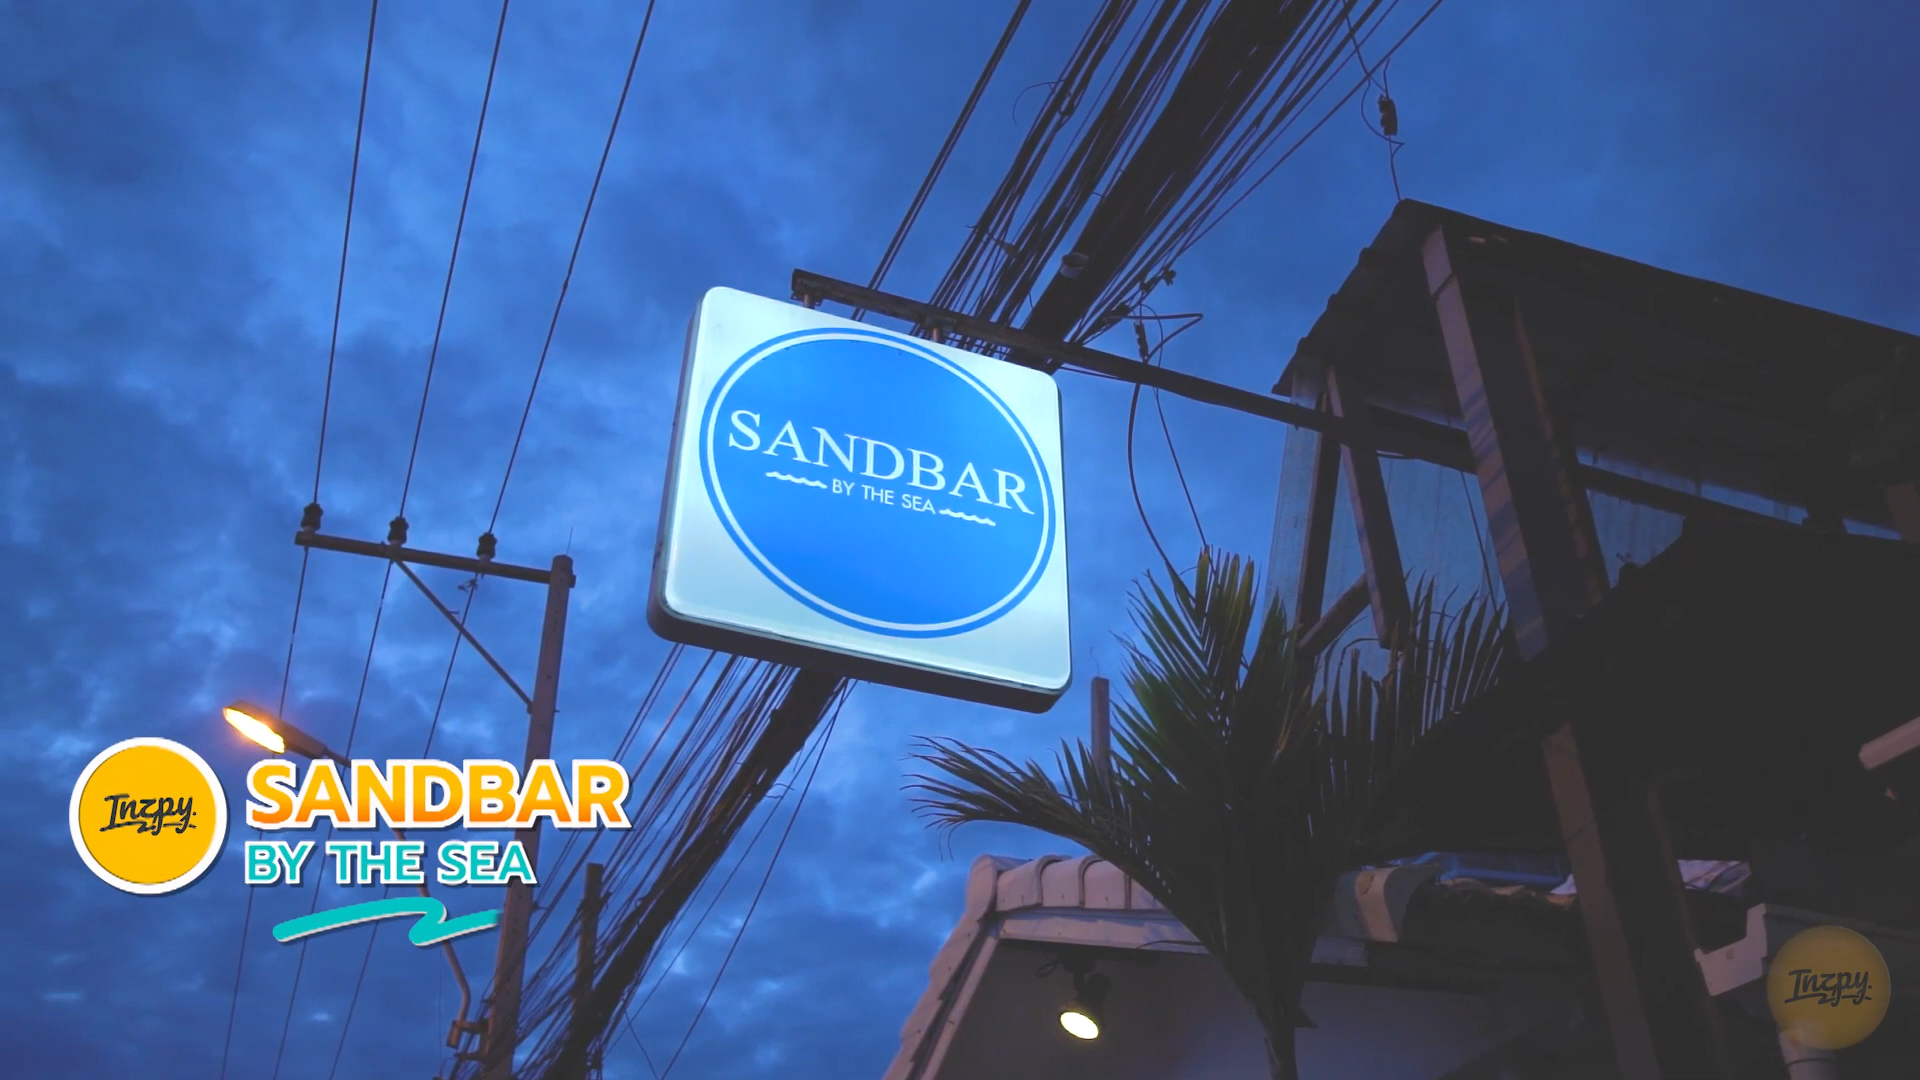 SANDBAR
BY THE SEA
Inzpy.
SANDBAR
BY THE SEA
Inzpy.